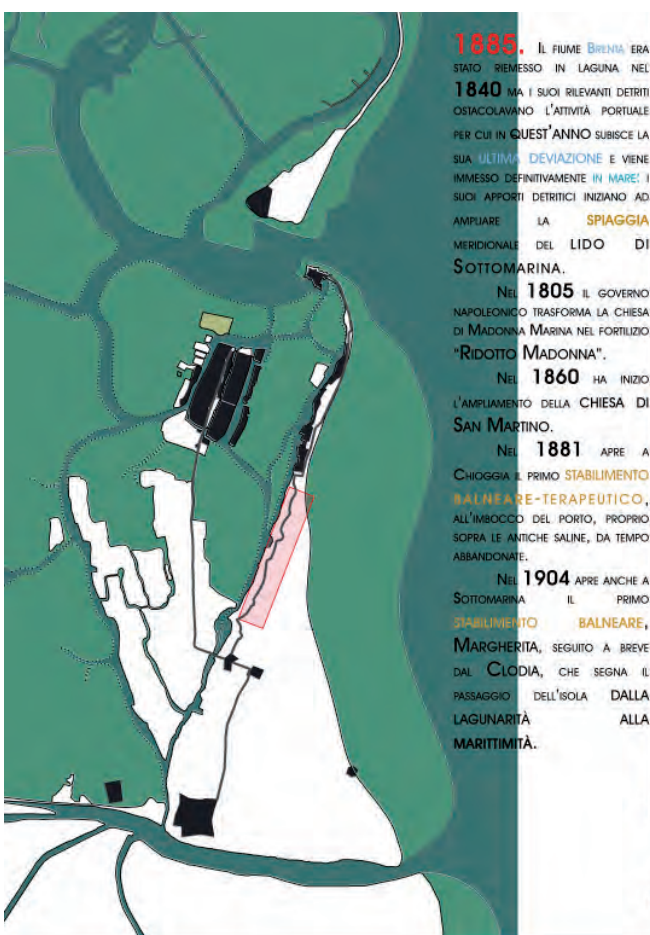 1885. IL FIUME BRENTA ERA
STATO RIEMESSO IN LAGUNA NEL
1840 MA I SUOI RILEVANTI DETRITI
OSTACOLAVANO L'ATTIVITÀ PORTUALE
PER CUI IN QUEST'ANNO SUBISCE LA
SUA ULTIMA DEVIAZIONE E VIENE
IMMESSO DEFINITIVAMENTE IN MARE: I
SUOI APPORTI DETRITICI INIZIANO AD
AMPLIARE LA SPIAGGIA
MERIDIONALE DEL LIDO DI
SOTTOMARINA.
NEL 1805 IL GOVERNO
NAPOLEONICO TRASFORMA LA CHIESA
DI MADONNA MARINA NEL FORTILIZIO
"RIDOTTO MADONNA".
NEL 1860 HA INIZIO
L'AMPLIAMENTO DELLA CHIESA DI
SAN MARTINO.
NEL 1881 APRE A
CHIOGGIA IL PRIMO STABILIMENTO
BALNEARE-TERAPEUTICO,
ALL'IMBOCCO DEL PORTO, PROPRIO
SOPRA LE ANTICHE SALINE, DA TEMPO
ABBANDONATE.
NEL 1904 APRE ANCHE A
SOTTOMARINA IL PRIMO
STABILIMENTO BALNEARE,
MARGHERITA, SEGUITO A BREVE
DAL CLODIA, CHE SEGNA IL
PASSAGGIO DELL'ISOLA DALLA
LAGUNARITÀ ALLA
MARITTIMITÀ.